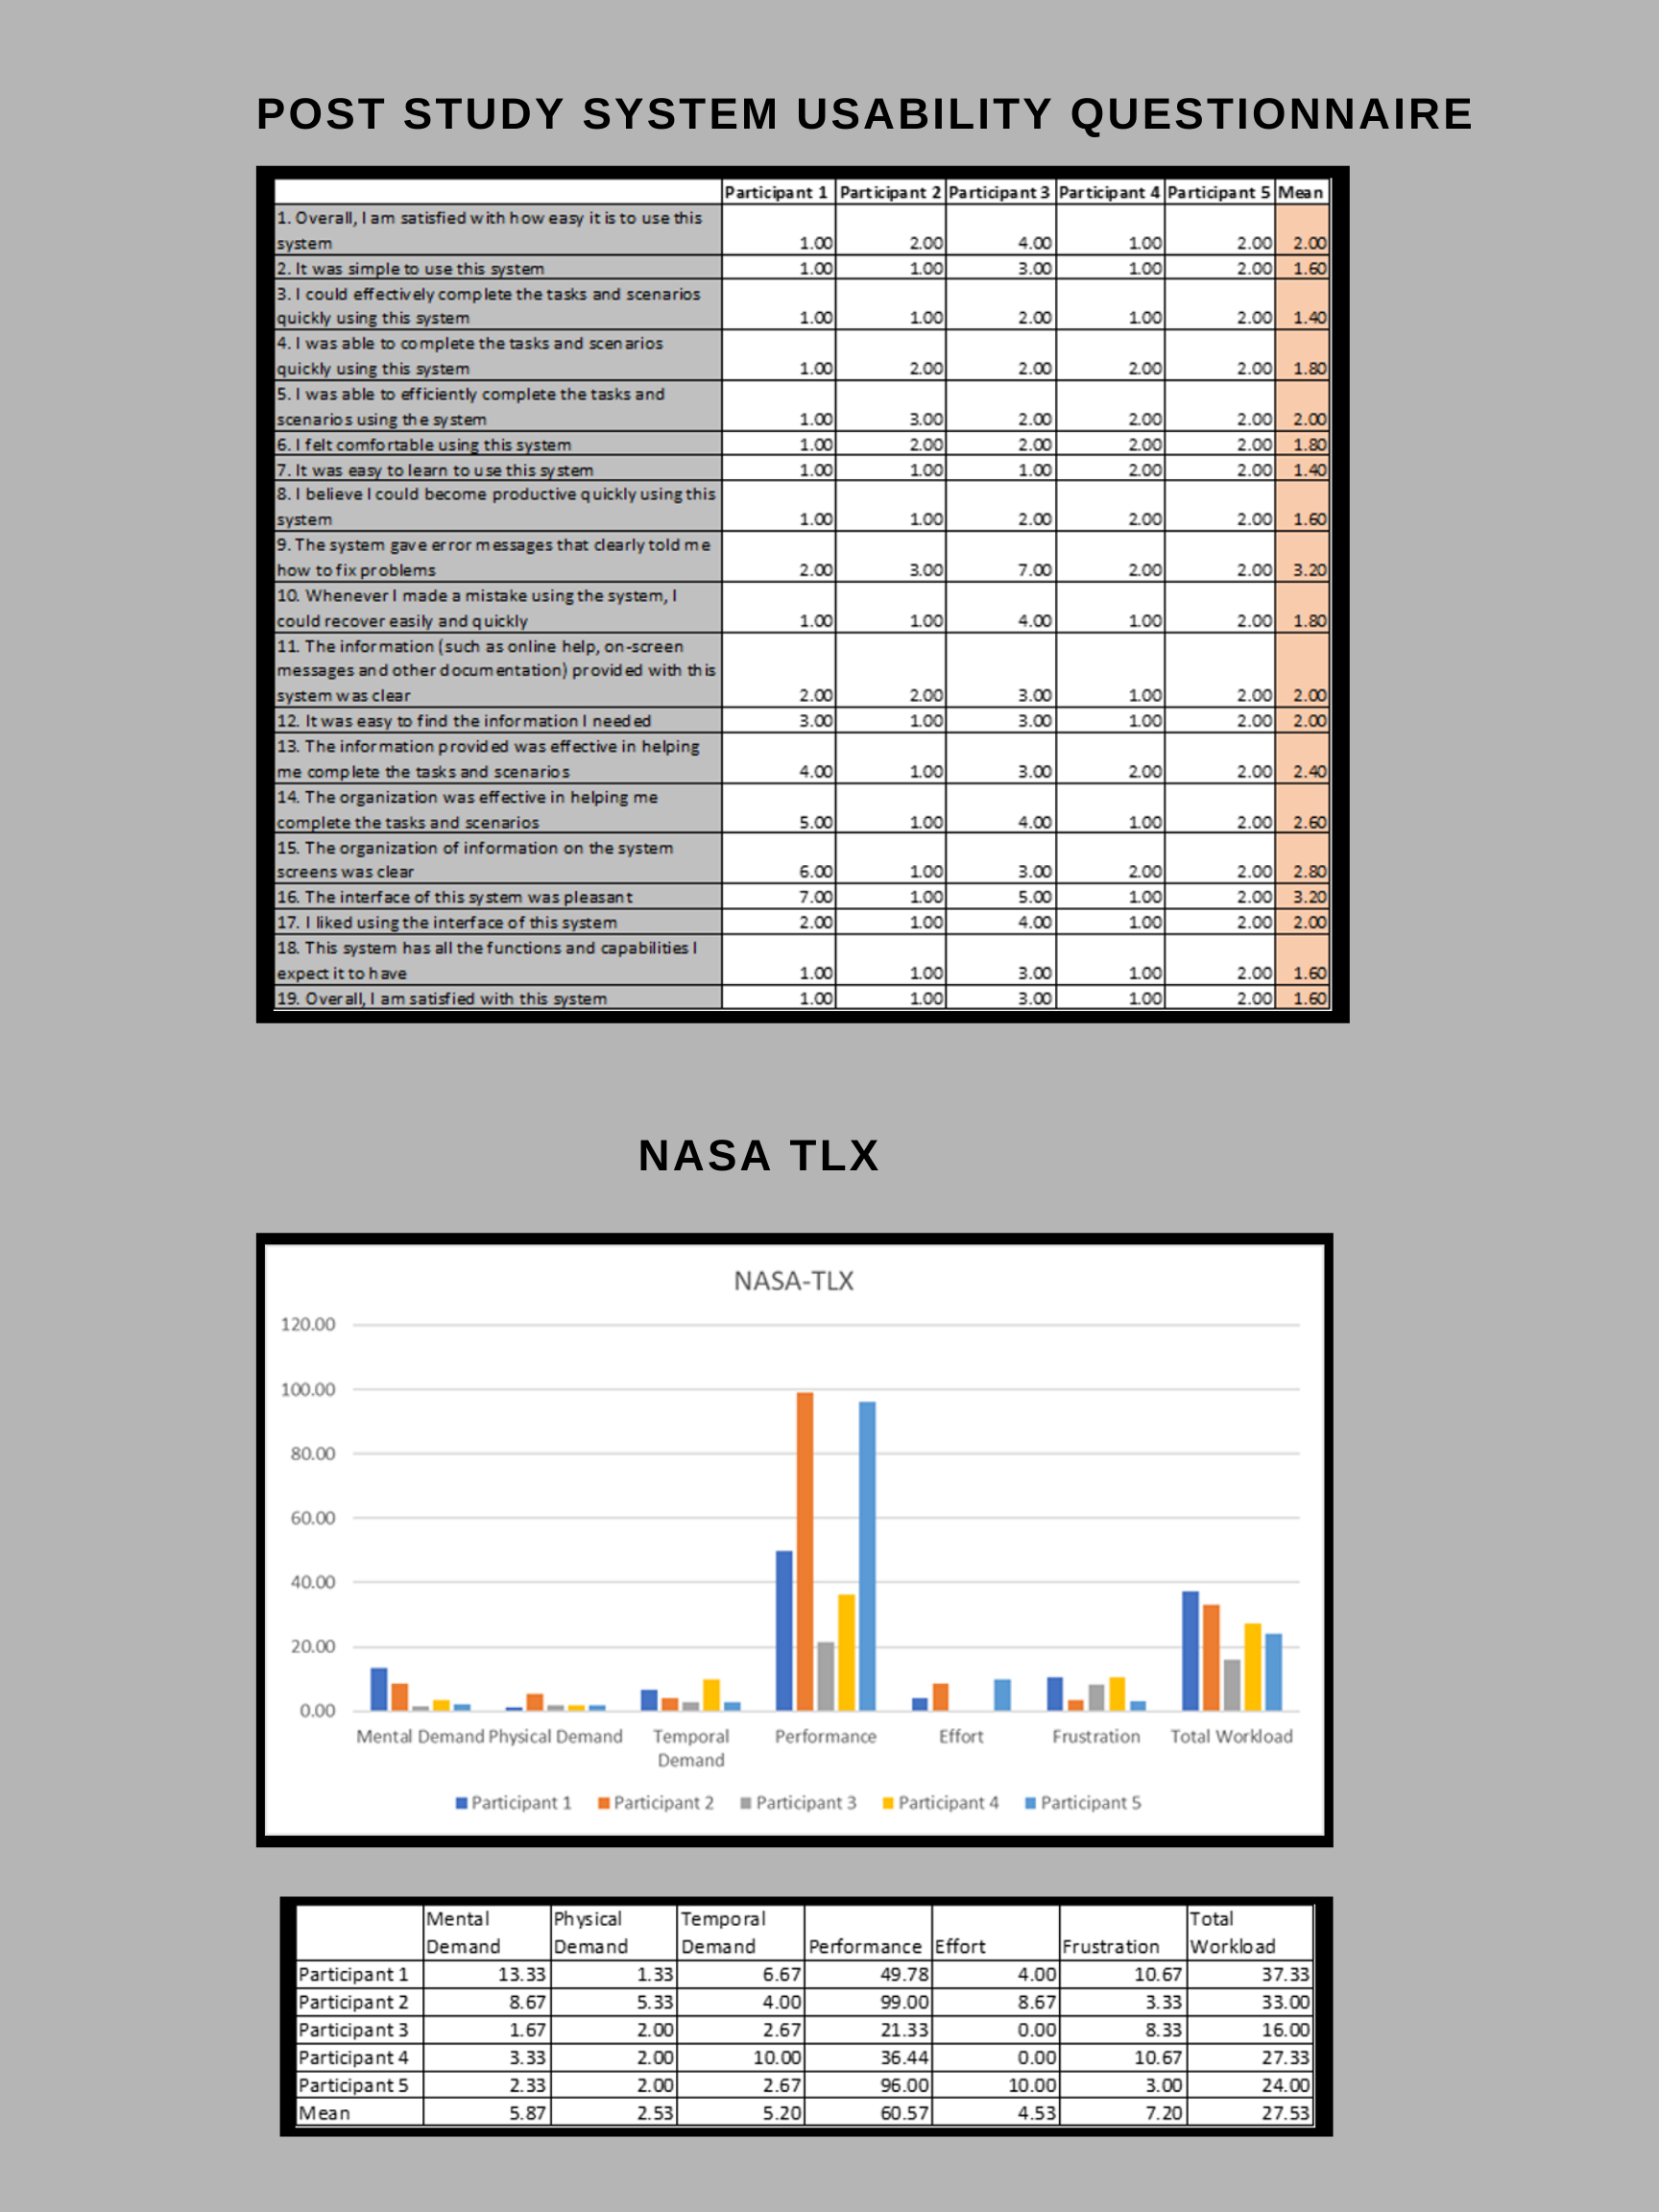 POST STUDY SYSTEM USABILITY QUESTIONNAIRE
Participant 1 Participant 2 Participant 3 Participant 4 Participant 5 Mean
1. Overall, I am satisfied with how easy it is to use this
system 1.00 2.00 4.00 1.00 2.00 2.00
2. It was simple to use this system 1.00 1.00 3.00 1.00 2.00 1.60
3. I could effectively complete the tasks and scenarios
quickly using this system 1.00 1.00 2.00 1.00 2.00 1.40
4. I was able to complete the tasks and scenarios
quickly using this system 1.00 2.00 2.00 2.00 2.00 1.80
5. I was able to efficiently complete the tasks and
scenarios using the system 1.00 3.00 2.00 2.00 2.00 2.00
6. I felt comfortable using this system 1.00 2.00 2.00 2.00 2.00 1.80
7. It was easy to learn to use this system 1.00 1.00 1.00 2.00 2.00 1.40
8. I believe I could become productive quickly using this
system 1.00 1.00 2.00 2.00 2.00 1.60
9. The system gave error messages that clearly told me
how to fix problems 2.00 3.00 7.00 2.00 2.00 3.20
10. Whenever I made a mistake using the system, I
could recover easily and quickly 1.00 1.00 4.00 1.00 2.00 1.80
11. The information (such as online help, on-screen
messages and other documentation) provided with this
system was clear 2.00 2.00 3.00 1.00 2.00 2.00
12. It was easy to find the information I needed 3.00 1.00 3.00 1.00 2.00 2.00
13. The information provided was effective in helping
me complete the tasks and scenarios 4.00 1.00 3.00 2.00 2.00 2.40
14. The organization was effective in helping me
complete the tasks and scenarios 5.00 1.00 4.00 1.00 2.00 2.60
15. The organization of information on the system
screens was clear 6.00 1.00 3.00 2.00 2.00 2.80
16. The interface of this system was pleasant 7.00 1.00 5.00 1.00 2.00 3.20
17. I liked using the interface of this system 2.00 1.00 4.00 1.00 2.00 2.00
18. This system has all the functions and capabilities I
expect it to have 1.00 1.00 3.00 1.00 2.00 1.60
19. Overall, I am satisfied with this system 1.00 1.00 3.00 1.00 2.00 1.60
NASA TLX
NASA-TLX
120.00
100.00
80.00
60.00
40.00
20.00
0.00
Mental Demand Physical Demand Temporal Performance Effort Frustration Total Workload
Demand
Participant 1 Participant 2 Participant 3 Participant 4 Participant 5
Mental Physical Temporal Total
Demand Demand Demand Performance Effort Frustration Workload
Participant 1 13.33 1.33 6.67 49.78 4.00 10.67 37.33
Participant 2 8.67 5.33 4.00 99.00 8.67 3.33 33.00
Participant 3 1.67 2.00 2.67 21.33 0.00 8.33 16.00
Participant 4 3.33 2.00 10.00 36.44 0.00 10.67 27.33
Participant 5 2.33 2.00 2.67 96.00 10.00 3.00 24.00
Mean 5.87 2.53 5.20 60.57 4.53 7.20 27.53